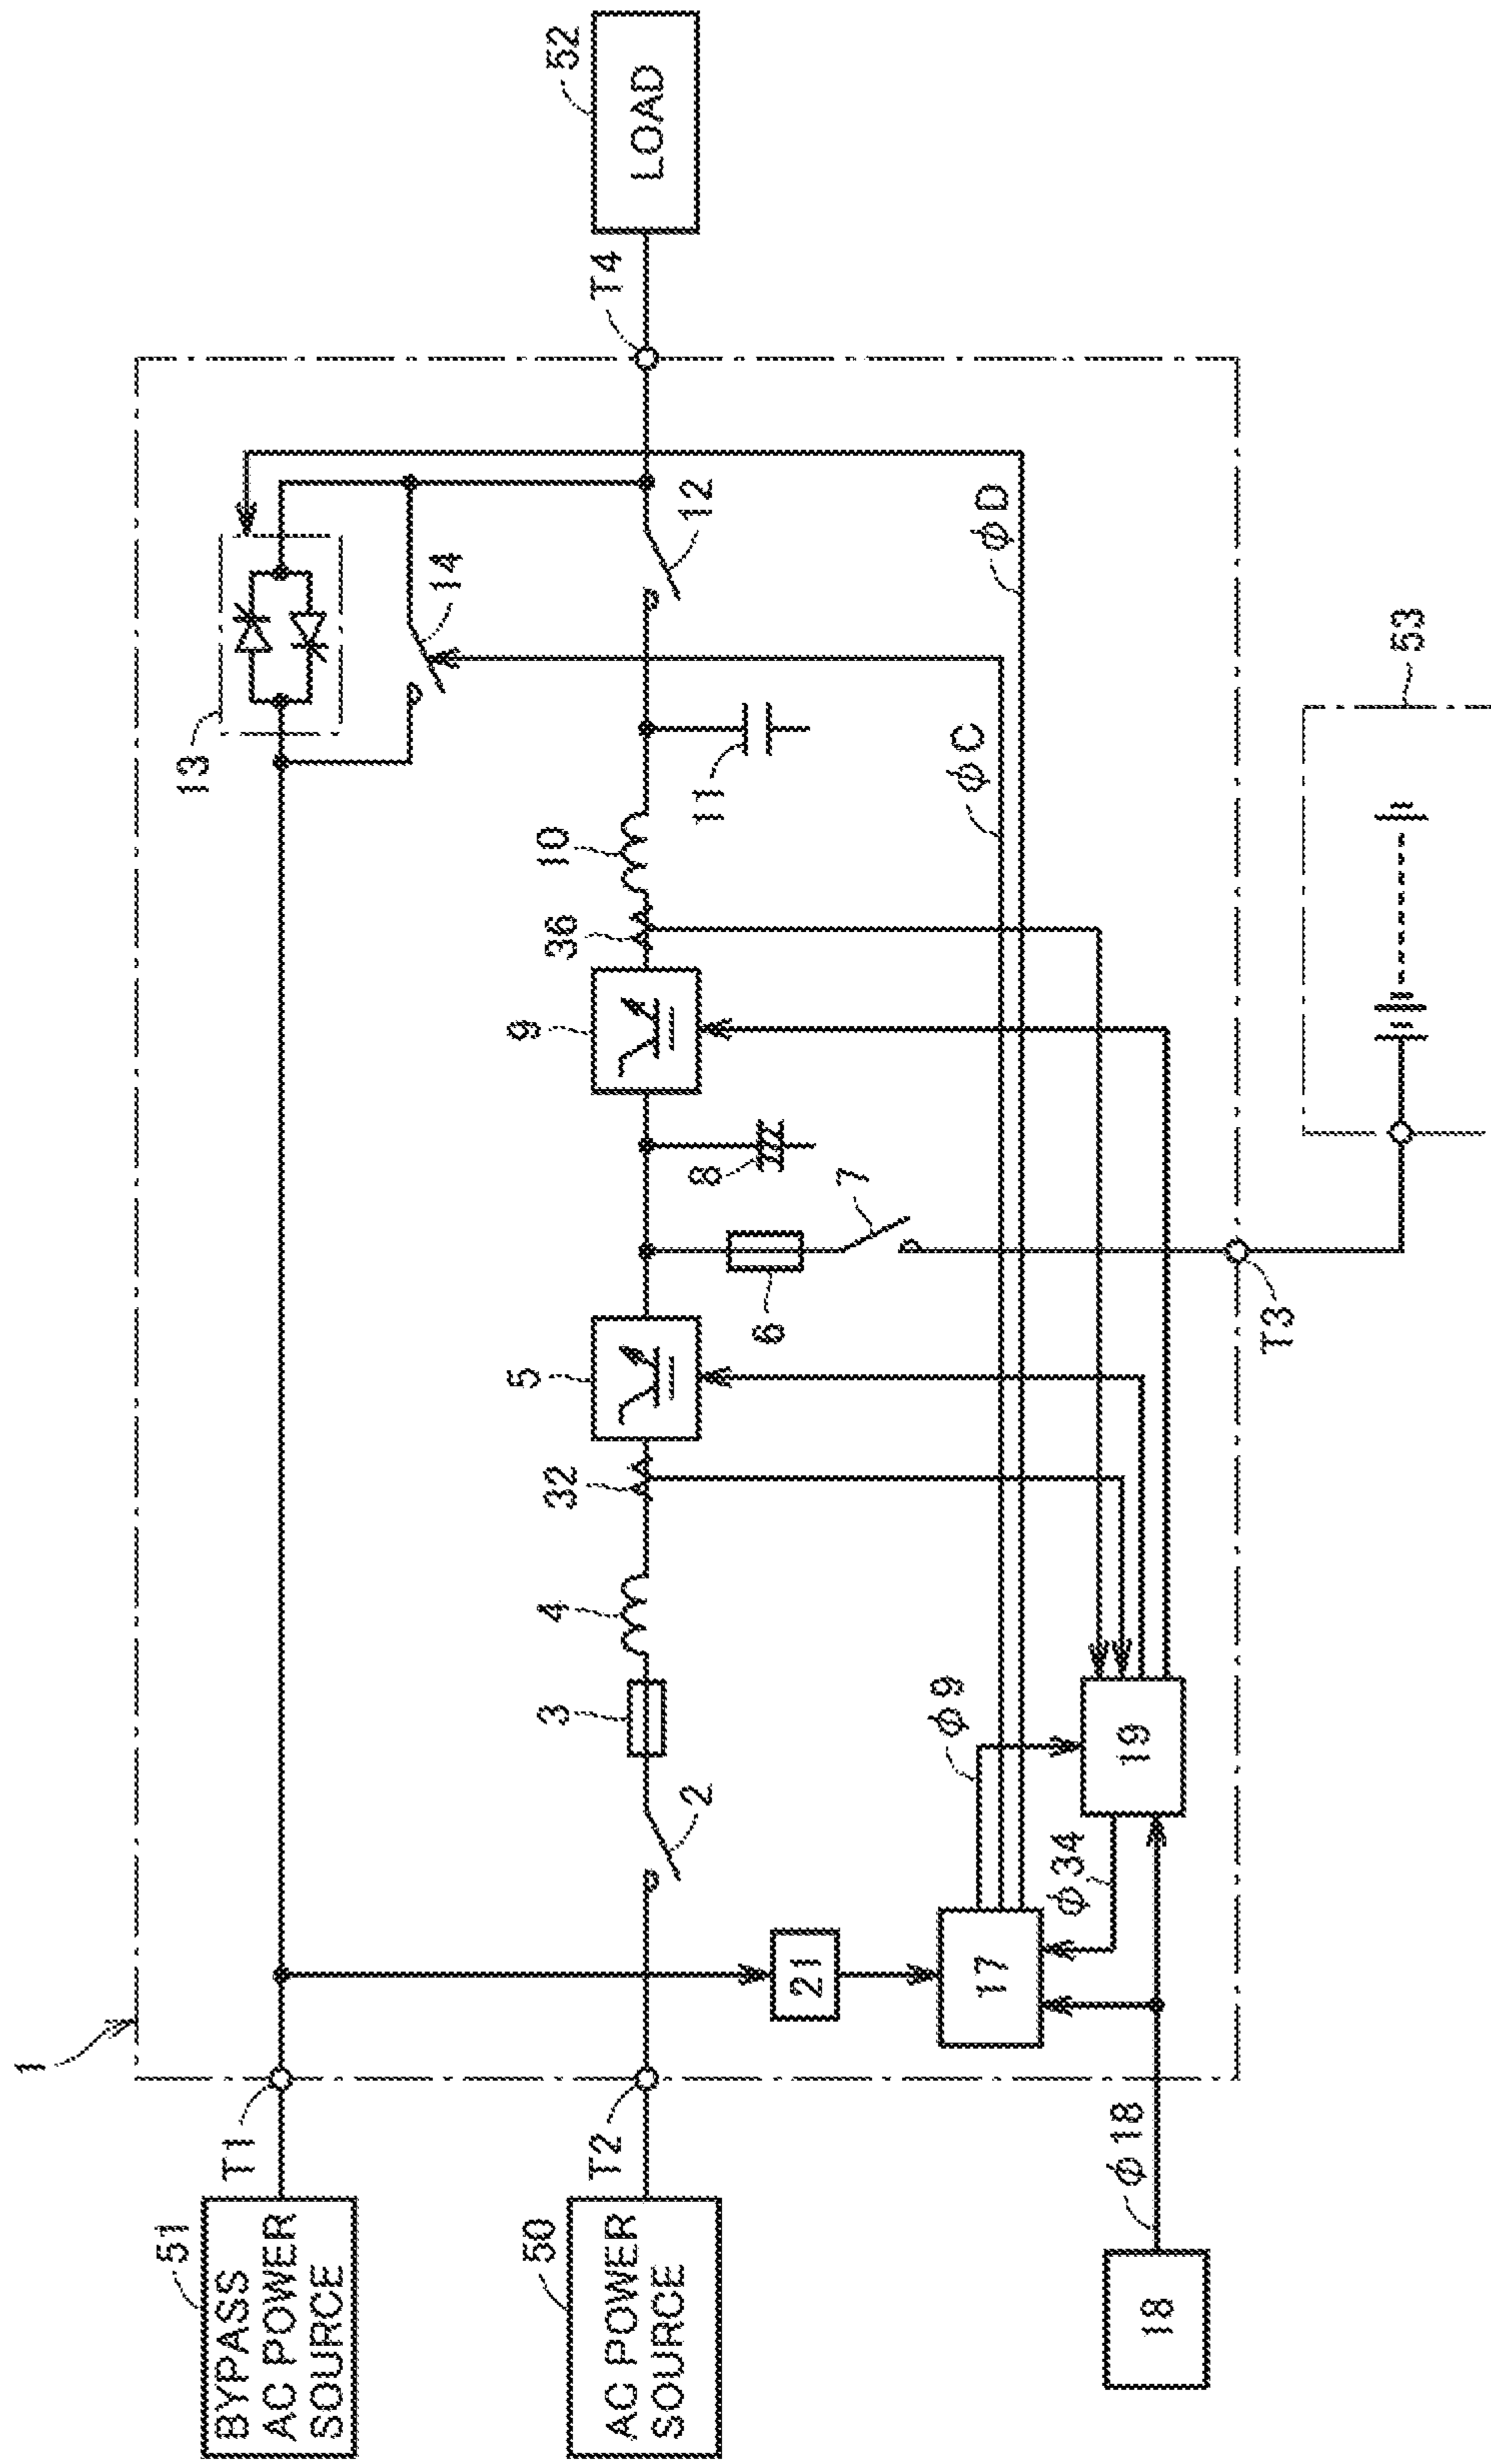 1
51
BYPASS
AC POWER
SOURCE
T1
13
14
50
AC POWER
SOURCE
T2
2
3
4
32
5
9
36
10
11
12
T4
52
LOAD
8
6
7
21
17
φ9
φC
φD
φ34
19
18
φ18
T3
53